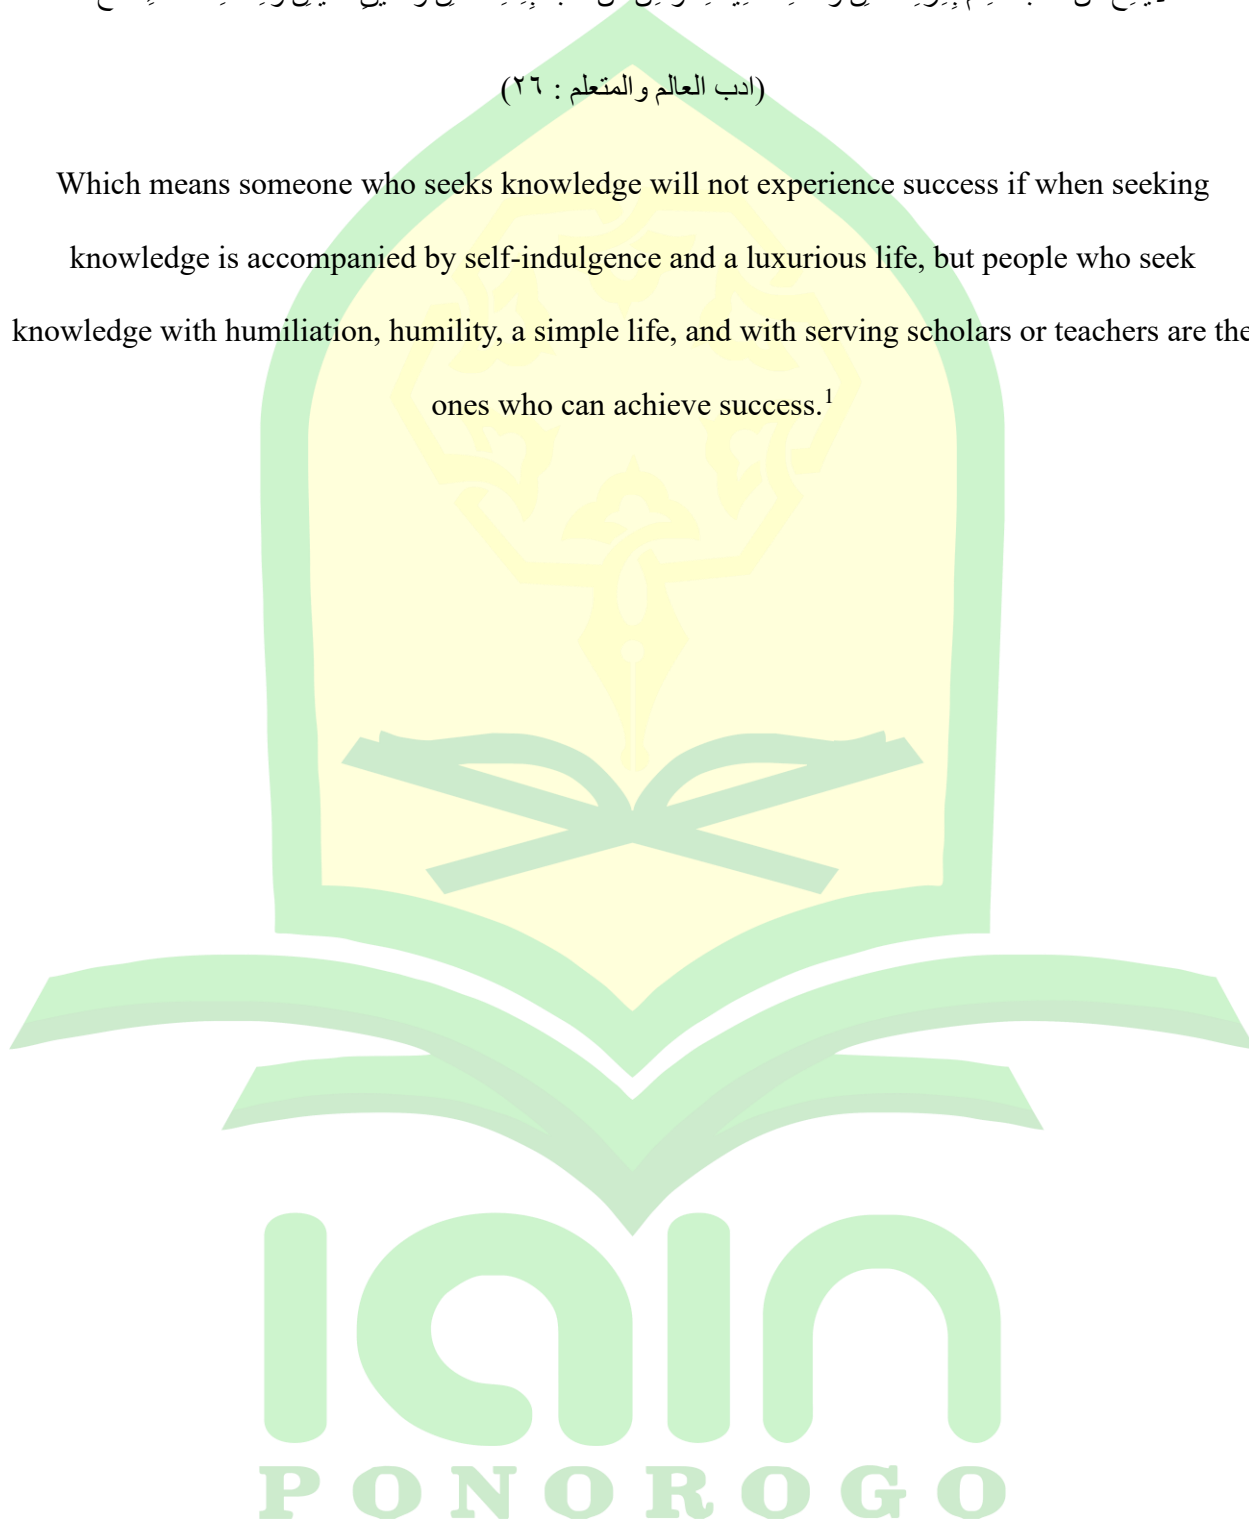 (ادب العالم والمتعلم : ٢٦)
Which means someone who seeks knowledge will not experience success if when seeking
knowledge is accompanied by self-indulgence and a luxurious life, but people who seek
knowledge with humiliation, humility, a simple life, and with serving scholars or teachers are the
ones who can achieve success.1
IAIN
PONOROGO